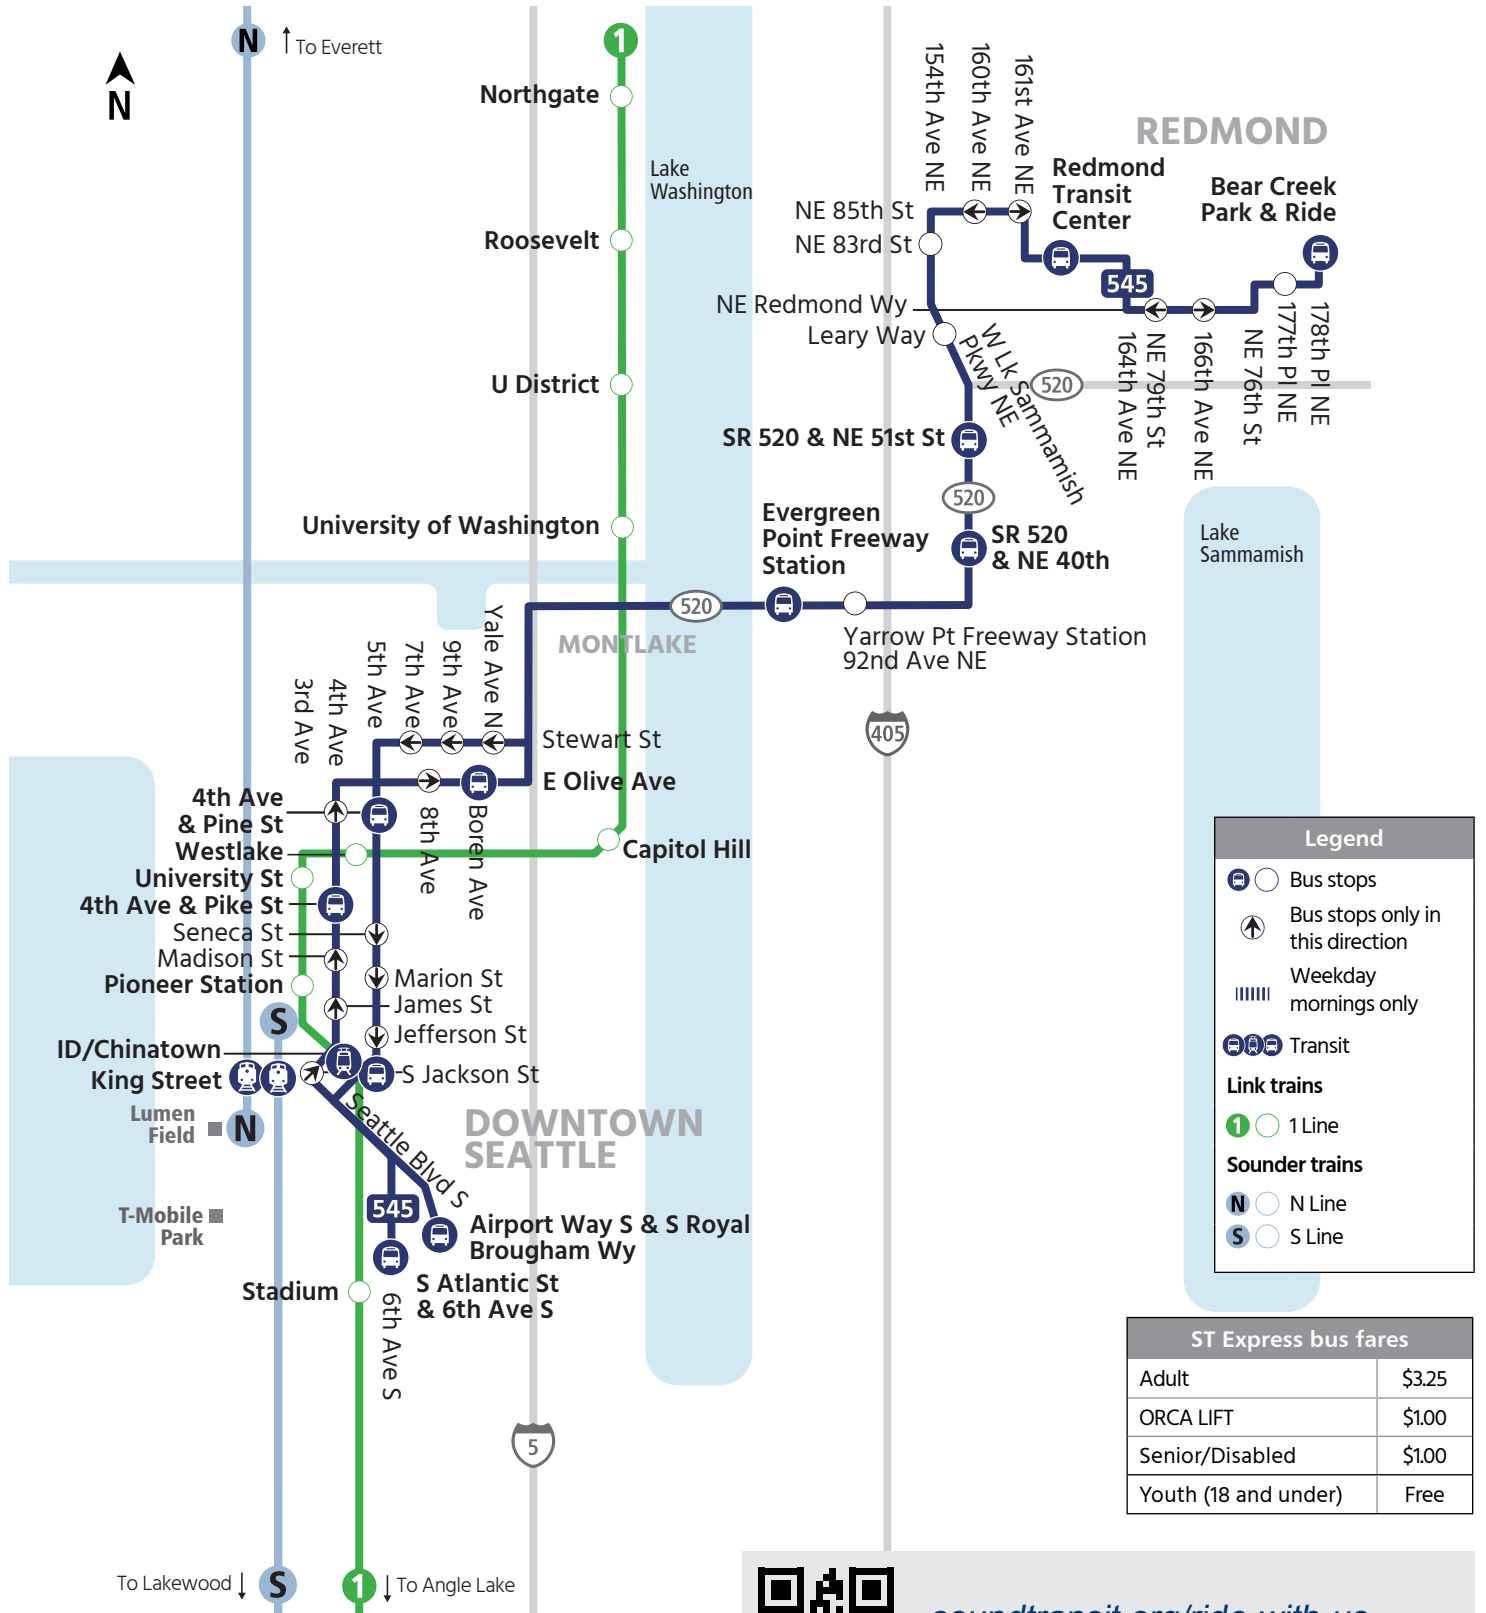 N
To Everett
N
1
Northgate
Roosevelt
U District
University of Washington
Lake
Washington
154th Ave NE
160th Ave NE
161st Ave NE
REDMOND
Redmond
Transit
Center
Bear Creek
Park & Ride
NE 85th St
NE 83rd St
NE Redmond Wy
Leary Way
545
W Lk Sammamish
Pkwy NE
520
164th Ave NE
NE 79th St
166th Ave NE
NE 76th St
177th Pl NE
178th Pl NE
SR 520 & NE 51st St
520
SR 520
& NE 40th
Evergreen
Point Freeway
Station
520
Yarrow Pt Freeway Station
92nd Ave NE
Lake
Sammamish
MONTLAKE
405
3rd Ave
4th Ave
5th Ave
7th Ave
9th Ave
Yale Ave N
Stewart St
E Olive Ave
8th Ave
Boren Ave
Capitol Hill
4th Ave
& Pine St
Westlake
University St
4th Ave & Pike St
Seneca St
Madison St
Pioneer Station
Marion St
James St
Jefferson St
S
ID/Chinatown
King Street
S Jackson St
Lumen
Field
N
T-Mobile
Park
DOWNTOWN
SEATTLE
Seattle Blvd S
545
Airport Way S & S Royal
Brougham Wy
S Atlantic St
& 6th Ave S
6th Ave S
Stadium
5
To Lakewood
S
1
To Angle Lake
Legend
Bus stops
Bus stops only in
this direction
Weekday
mornings only
Transit
Link trains
1 1 Line
Sounder trains
N N Line
S S Line
ST Express bus fares
Adult $3.25
ORCA LIFT $1.00
Senior/Disabled $1.00
Youth (18 and under) Free
soundtransit.org/ride-with-us